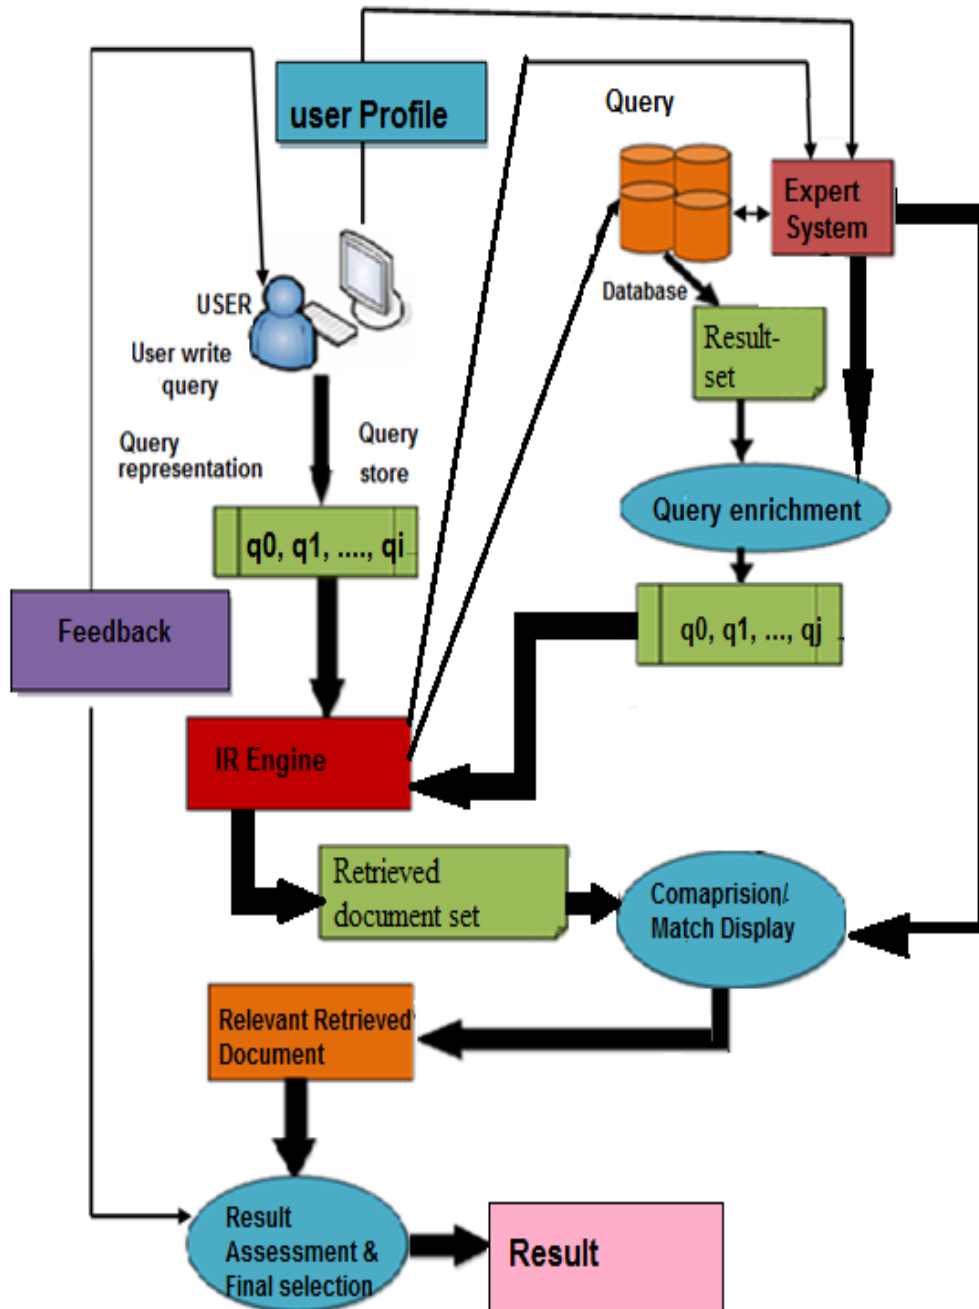 user Profile
Query
Expert
System
USER
Database
User write
query
Result-
set
Query
representation
Query
store
Query enrichment
q0, q1, ...., qi
q0, q1, ..., qj
Feedback
IR Engine
Retrieved
document set
Comaprision/
Match Display
Relevant Retrieved
Document
Result
Assessment &
Final selection
Result